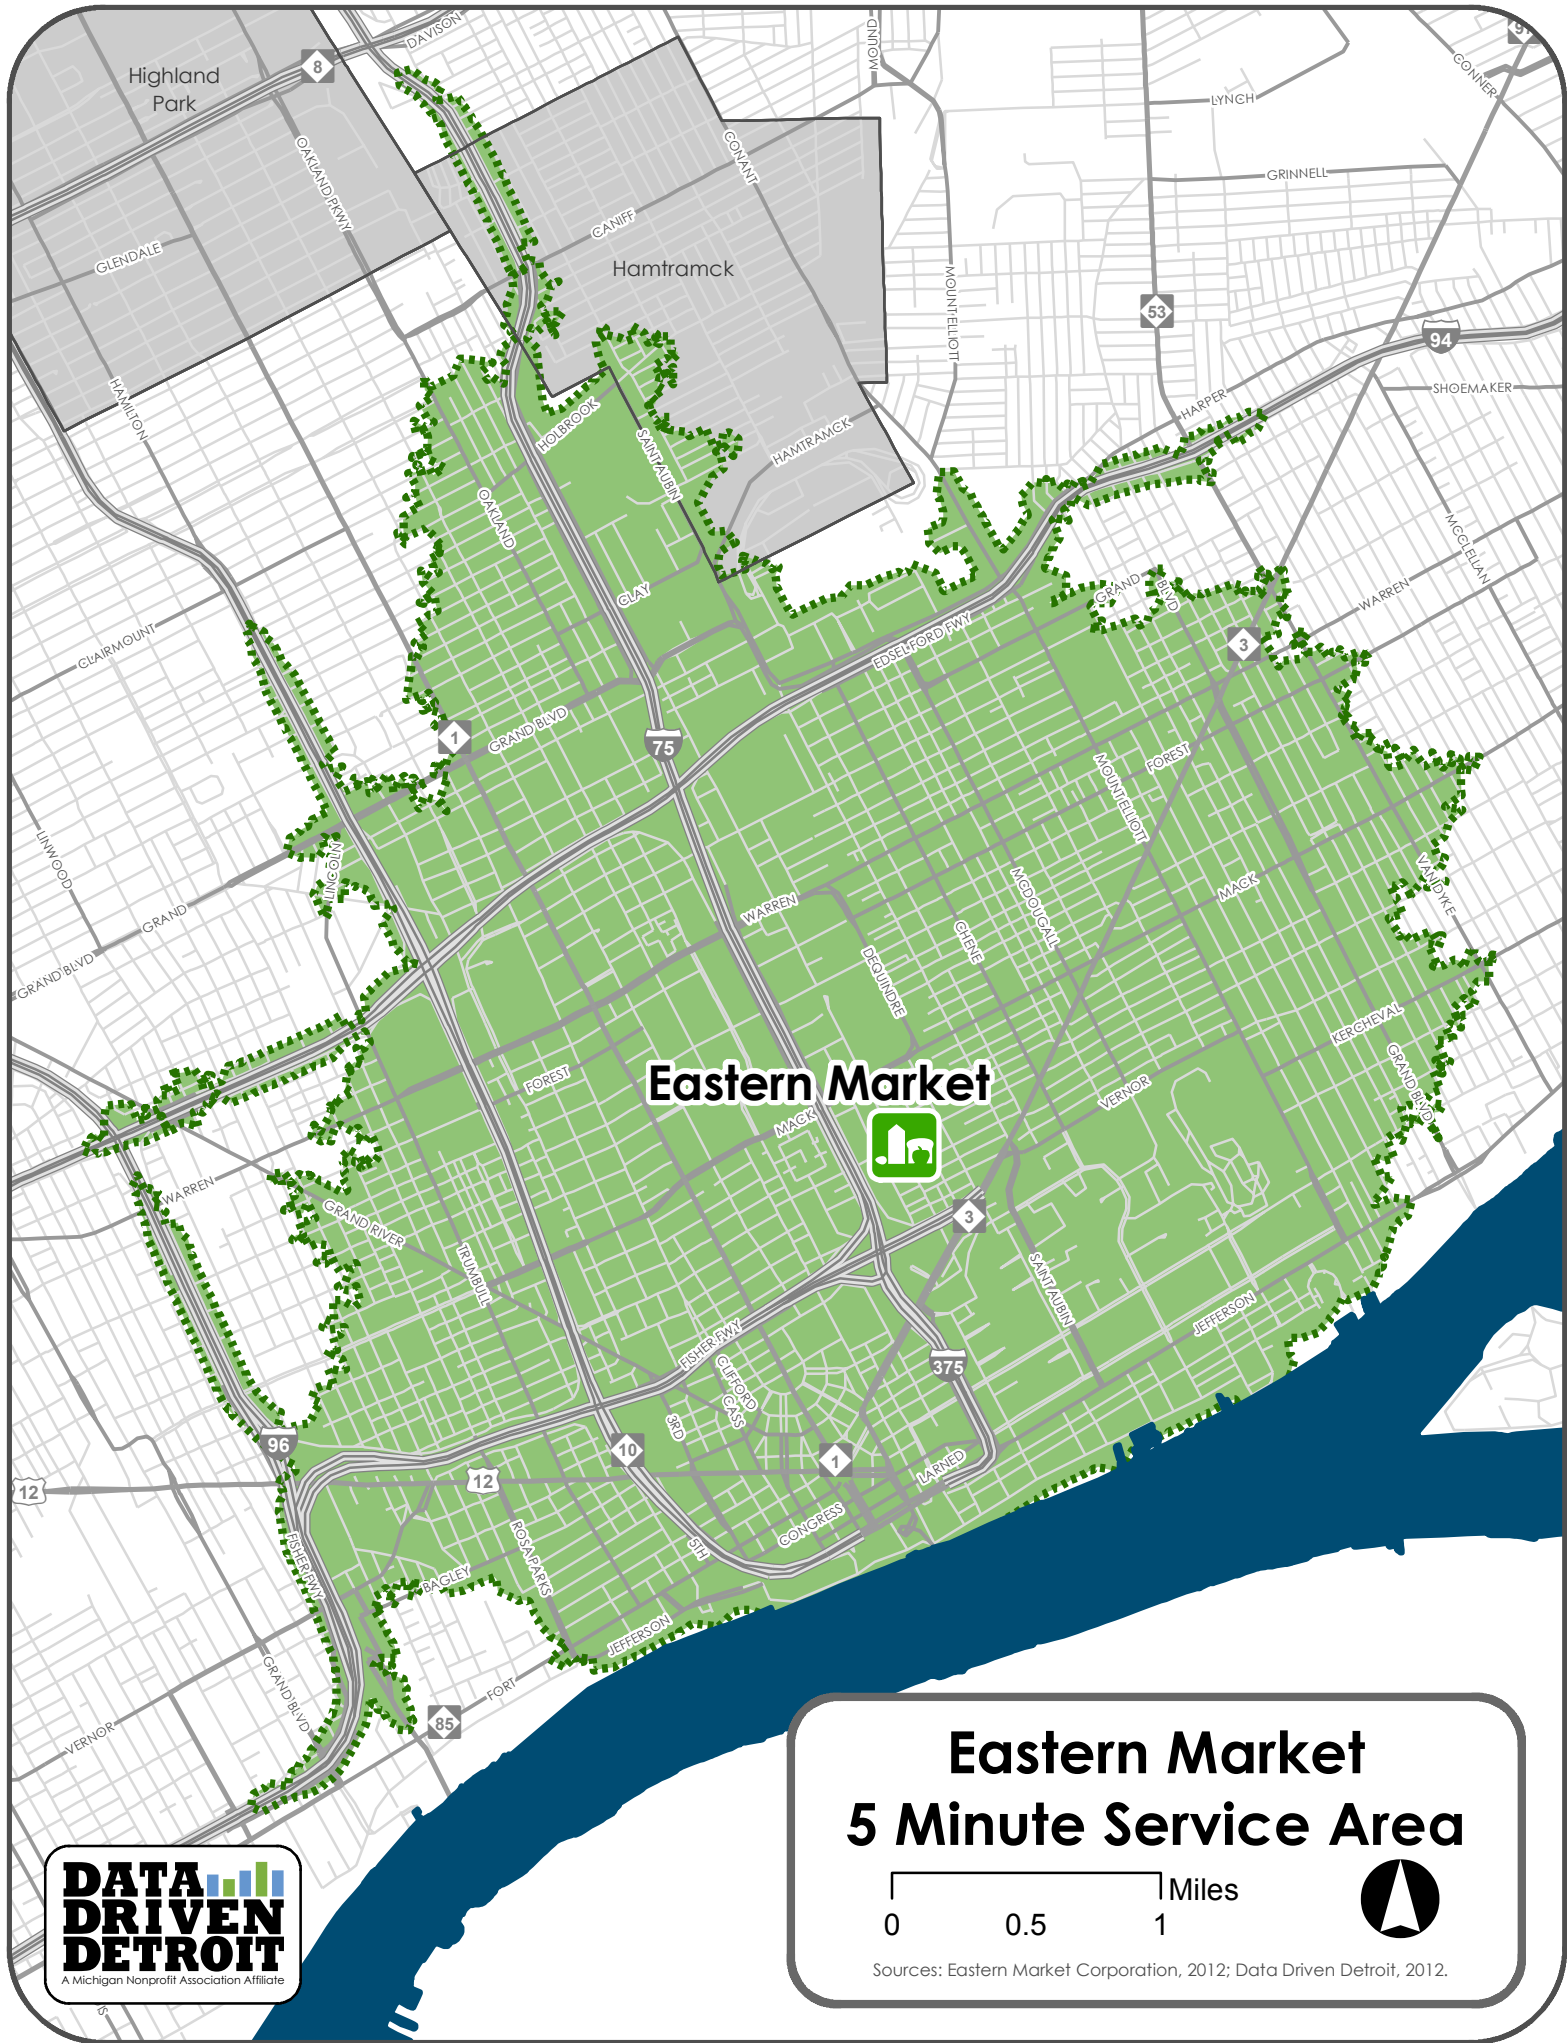 DAVISON
MOUND
97
CONNER
Highland
Park
8
LYNCH
OAKLAND PKWY
CONANT
GRINNELL
CANIFF
GLENDALE
Hamtramck
MOUNT ELLIOTT
53
94
HAMILTON
SHOEMAKER
HARPER
HOLBROOK
SAINT AUBIN
HAMTRAMCK
OAKLAND
MCCLELLAN
CLAY
GRAND
BLVD
WARREN
CLAIRMOUNT
EDSEL FORD FWY
3
GRAND BLVD
1
75
FOREST
MOUNT ELLIOTT
LINWOOD
LINCOLN
VAN DYKE
MACK
MCDOUGALL
WARREN
GRAND
CHENE
DEQUINDRE
GRAND BLVD
KERCHEVAL
GRAND BLVD
FOREST
Eastern Market
VERNOR
MACK
WARREN
GRAND RIVER
3
TRUMBULL
SAINT AUBIN
JEFFERSON
FISHER FWY
375
CLIFFORD
CASS
3RD
96
10
1
LARNED
12
12
CONGRESS
ROSA PARKS
5TH
FISHER FWY
BAGLEY
JEFFERSON
GRAND BLVD
FORT
85
VERNOR
Eastern Market
5 Minute Service Area
Miles
0 0.5 1
Sources: Eastern Market Corporation, 2012; Data Driven Detroit, 2012.
DATA
DRIVEN
DETROIT
A Michigan Nonprofit Association Affiliate